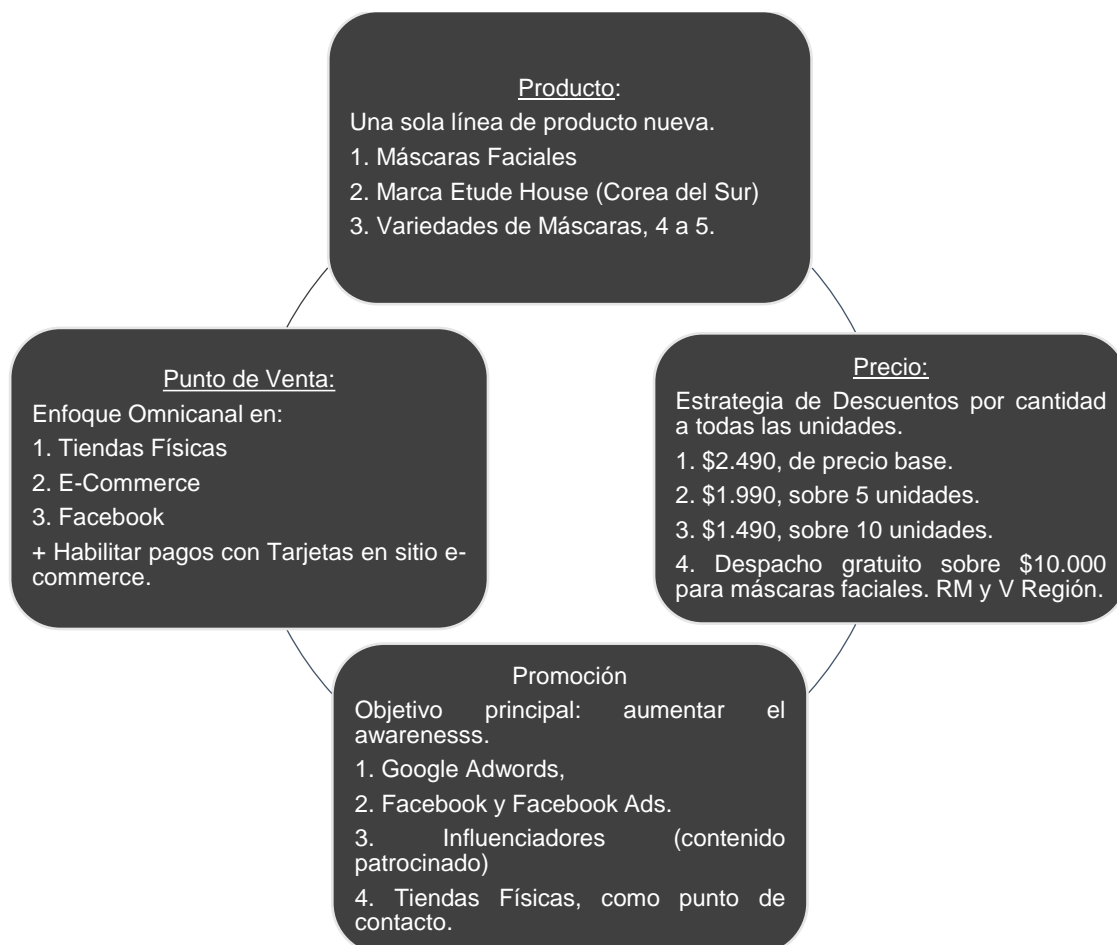 Producto:
Una sola línea de producto nueva.
1. Máscaras Faciales
2. Marca Etude House (Corea del Sur)
3. Variedades de Máscaras, 4 a 5.
Punto de Venta:
Enfoque Omnicanal en:
1. Tiendas Físicas
2. E-Commerce
3. Facebook
+ Habilitar pagos con Tarjetas en sitio e-
commerce.
Precio:
Estrategia de Descuentos por cantidad
a todas las unidades.
1. $2.490, de precio base.
2. $1.990, sobre 5 unidades.
3. $1.490, sobre 10 unidades.
4. Despacho gratuito sobre $10.000
para máscaras faciales. RM y V Región.
Promoción
Objetivo principal: aumentar el
awarenesss.
1. Google Adwords,
2. Facebook y Facebook Ads.
3. Influenciadores (contenido
patrocinado)
4. Tiendas Físicas, como punto de
contacto.